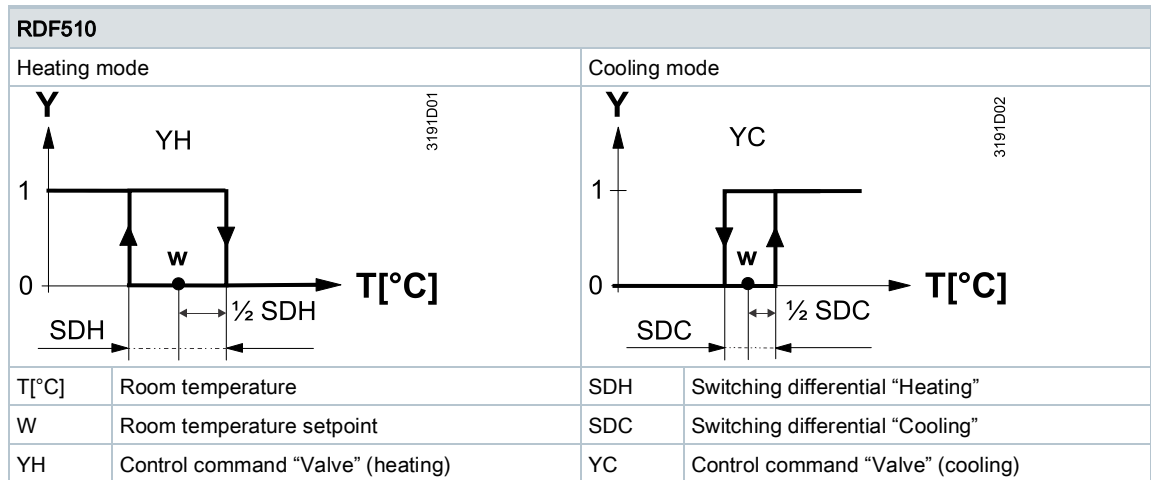 RDF510
Heating mode
Cooling mode
Y
YH
3191D01
1
w
0
T[°C]
½ SDH
SDH
Y
YC
3191D02
1
w
0
T[°C]
½ SDC
SDC
T[°C] Room temperature SDH Switching differential “Heating”
W Room temperature setpoint SDC Switching differential “Cooling”
YH Control command “Valve” (heating) YC Control command “Valve” (cooling)